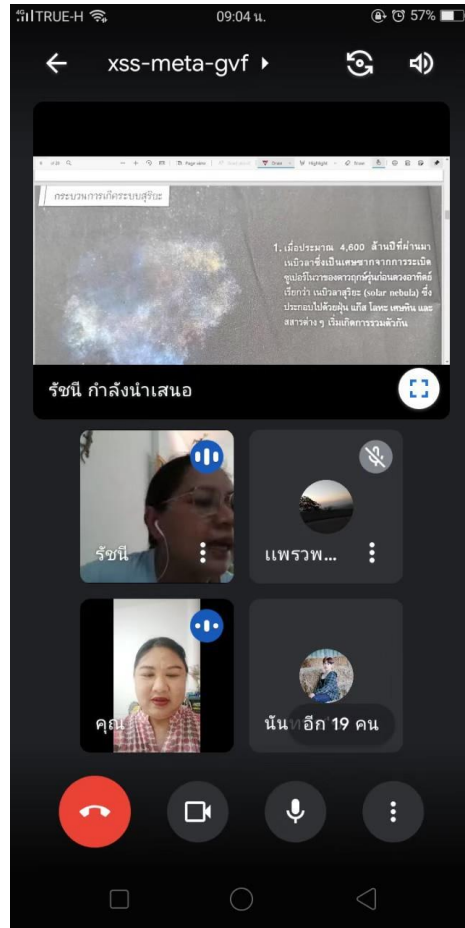 4G TRUE-H 09:04 น. 57%
xss-meta-gvf
Page view
Draw
Highlight
กระบวนการเกิดระบบสุริยะ
1. เมื่อประมาณ 4,600 ล้านปีที่ผ่านมา
เนบิวลาซึ่งเป็นเศษซากจากการระเบิด
ซูเปอร์โนวาของดาวฤกษ์รุ่นก่อนดวงอาทิตย์
เรียกว่า เนบิวลาสุริยะ (solar nebula) ซึ่ง
ประกอบไปด้วยฝุ่น แก๊ส โลหะ เศษหิน และ
สสารต่าง ๆ เริ่มเกิดการรวมตัวกัน
รัชนี กำลังนำเสนอ
รัชนี
แพรวพ...
คุณ
อีก 19 คน